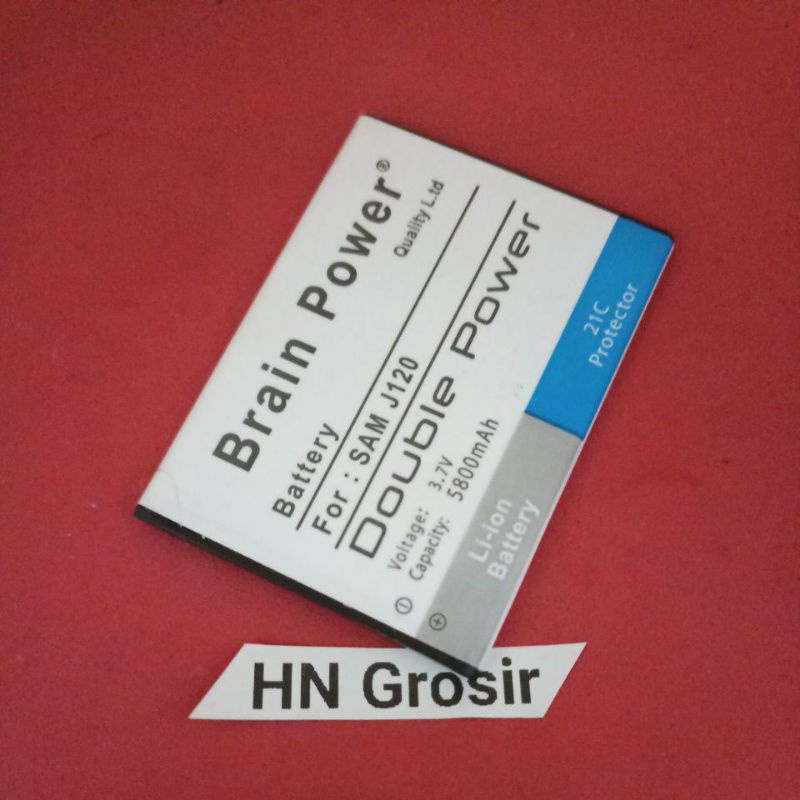 Brain Power®
Quality L.td
Battery
For : SAM J120
Double Power
Voltage: 3.7V
Capacity: 5800mAh
Li-ion
Battery
21C
Protector
HN Grosir